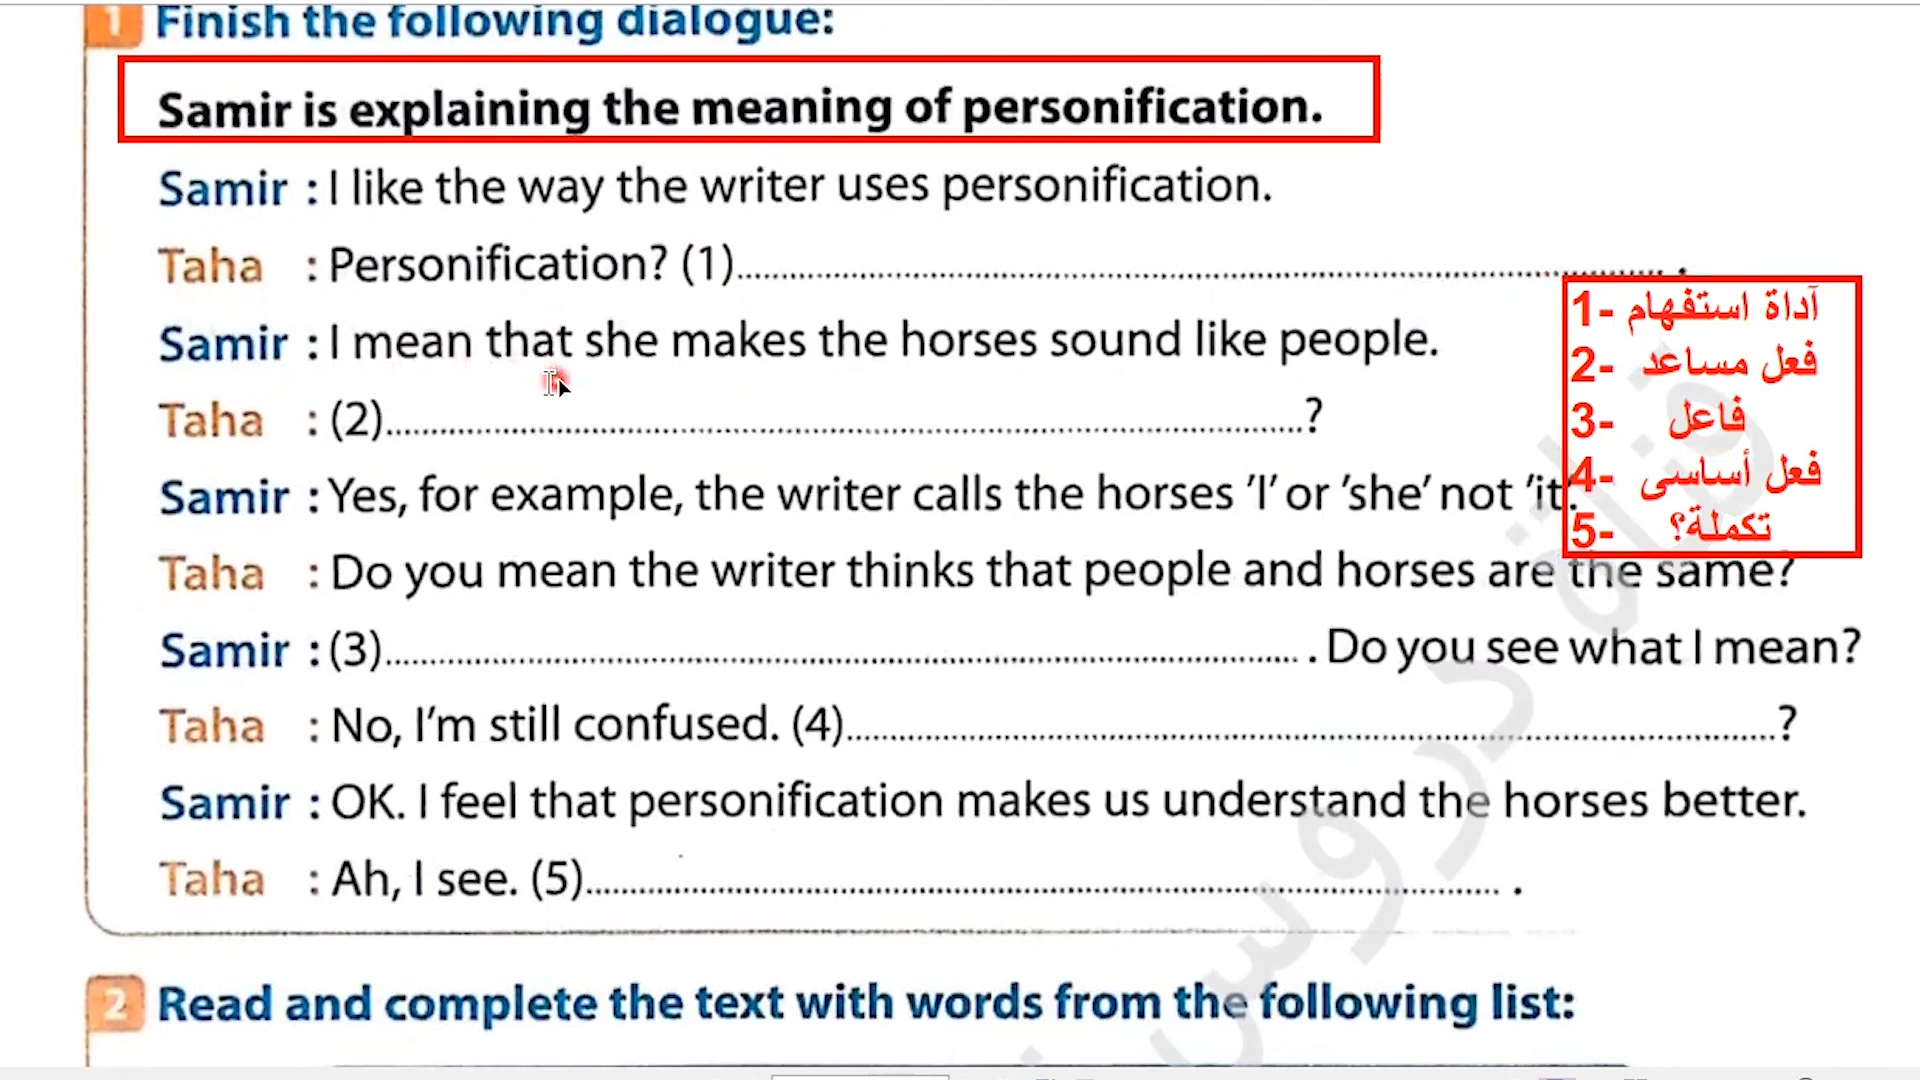 1 Finish the following dialogue:
Samir is explaining the meaning of personification.
Samir : I like the way the writer uses personification.
Taha : Personification? (1)............................................................ .
Samir : I mean that she makes the horses sound like people.
Taha : (2)............................................................?
Samir : Yes, for example, the writer calls the horses ’I’ or ’she’ not ’it’.
Taha : Do you mean the writer thinks that people and horses are the same?
Samir : (3)............................................................ . Do you see what I mean?
Taha : No, I’m still confused. (4)............................................................?
Samir : OK. I feel that personification makes us understand the horses better.
Taha : Ah, I see. (5)............................................................ .
1- آداة استفهام
2- فعل مساعد
3- فاعل
4- فعل أساسى
5- تكملة؟
قناة دروس
2 Read and complete the text with words from the following list: